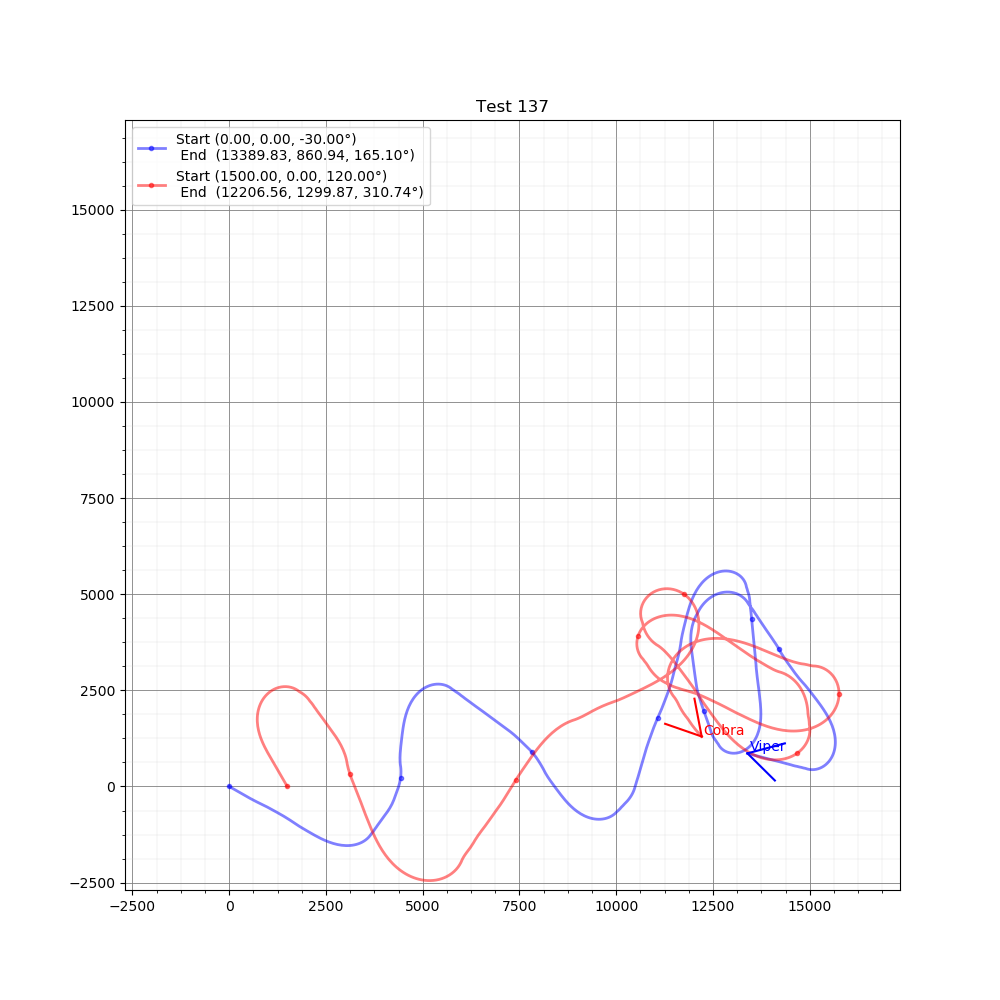 Test 137
Start (0.00, 0.00, -30.00°)
End (13389.83, 860.94, 165.10°)
Start (1500.00, 0.00, 120.00°)
End (12206.56, 1299.87, 310.74°)
15000
12500
10000
7500
5000
2500
0
−2500
Cobra
Viper
−2500 0 2500 5000 7500 10000 12500 15000